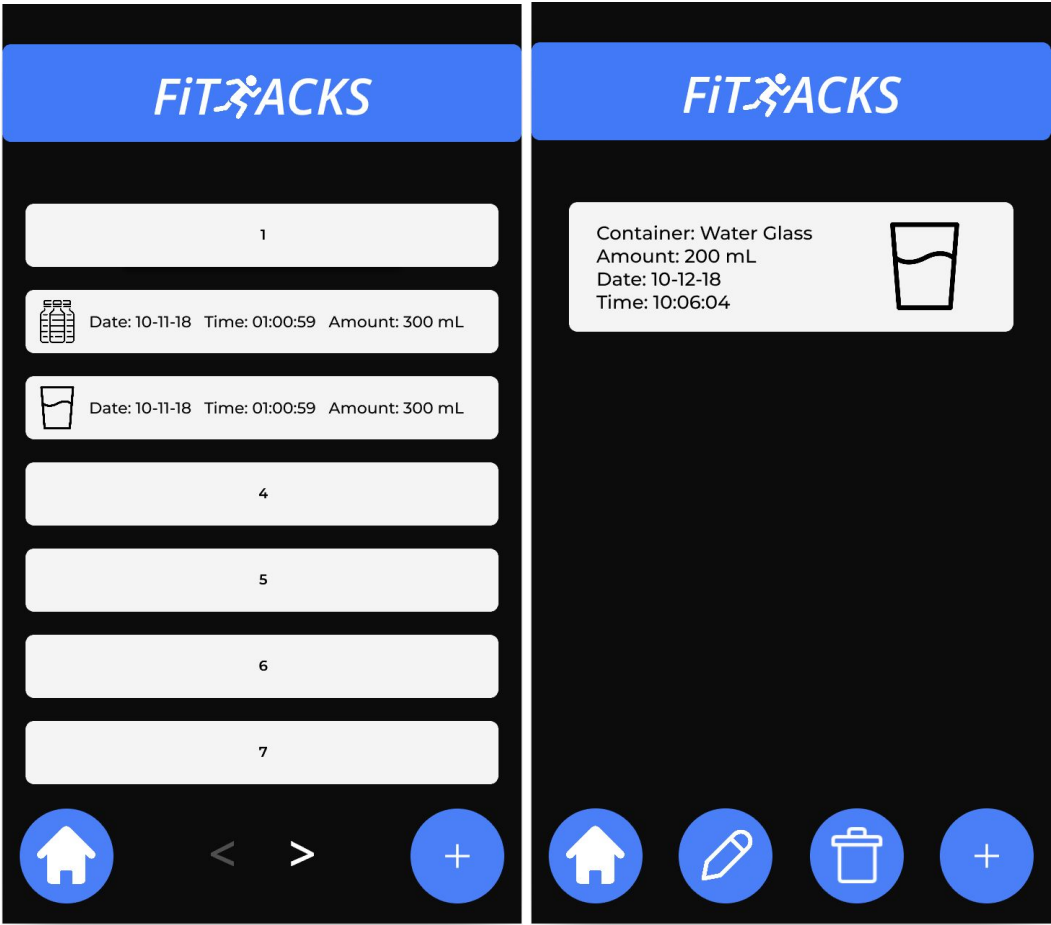 FiTRACKS
1
Date: 10-11-18 Time: 01:00:59 Amount: 300 mL
Date: 10-11-18 Time: 01:00:59 Amount: 300 mL
4
5
6
7
< >
+
FiTRACKS
Container: Water Glass
Amount: 200 mL
Date: 10-12-18
Time: 10:06:04
+